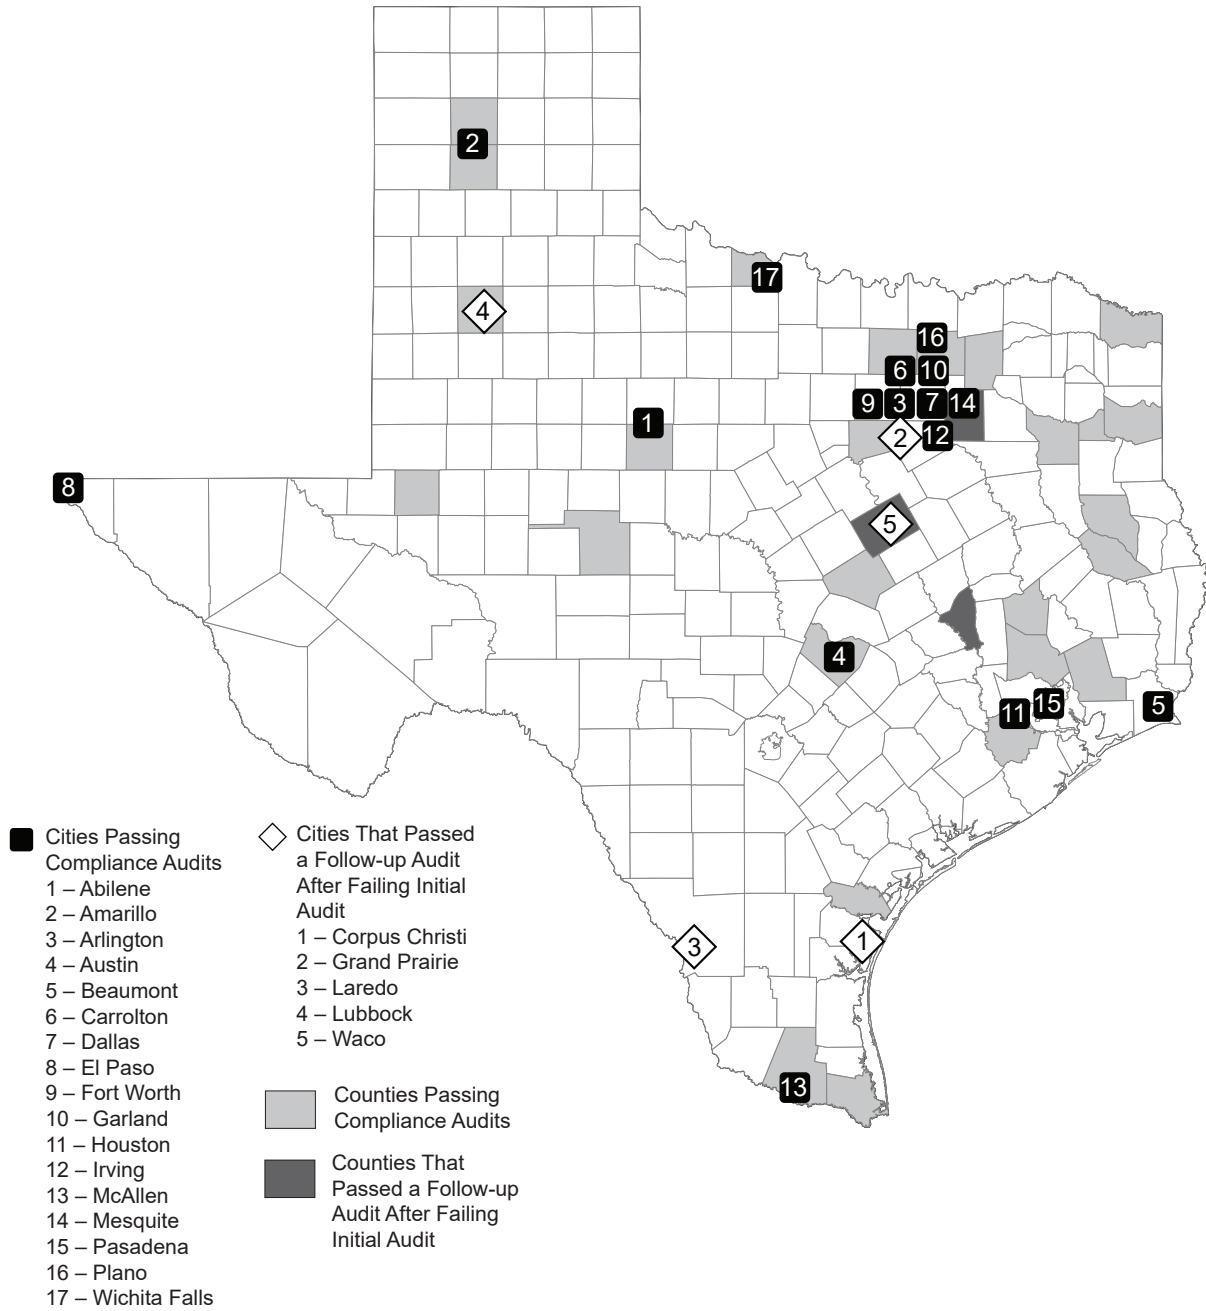 2
17
4
16
6 10
9 3 7 14
1
2 12
8
5
4
15
11
5
3
1
13
Cities Passing
Compliance Audits
1 – Abilene
2 – Amarillo
3 – Arlington
4 – Austin
5 – Beaumont
6 – Carrolton
7 – Dallas
8 – El Paso
9 – Fort Worth
10 – Garland
11 – Houston
12 – Irving
13 – McAllen
14 – Mesquite
15 – Pasadena
16 – Plano
17 – Wichita Falls
Cities That Passed
a Follow-up Audit
After Failing Initial
Audit
1 – Corpus Christi
2 – Grand Prairie
3 – Laredo
4 – Lubbock
5 – Waco
Counties Passing
Compliance Audits
Counties That
Passed a Follow-up
Audit After Failing
Initial Audit